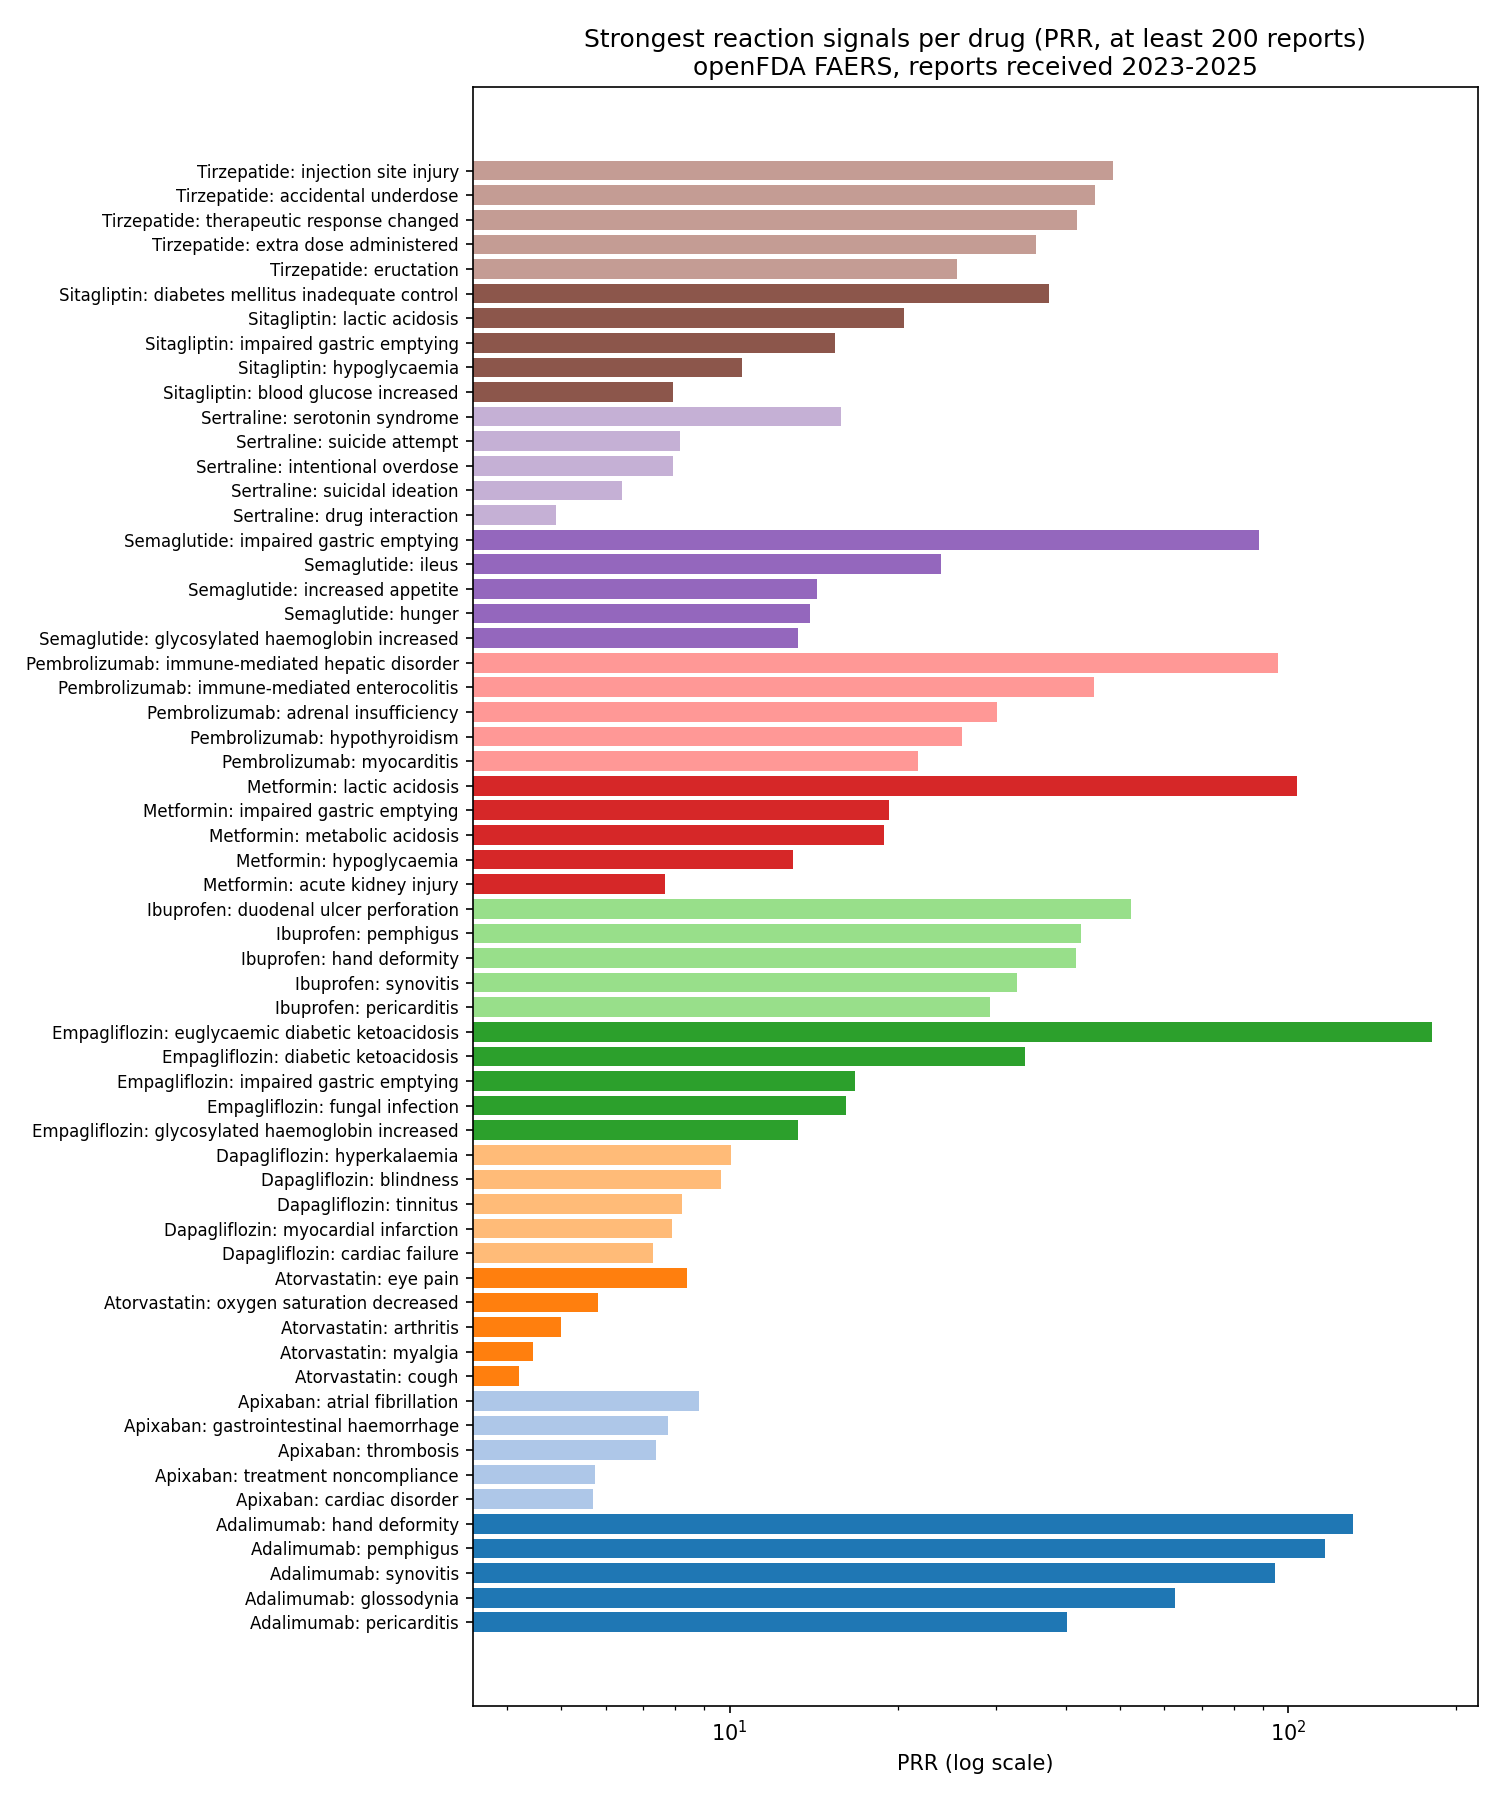 Strongest reaction signals per drug (PRR, at least 200 reports)
openFDA FAERS, reports received 2023-2025
Tirzepatide: injection site injury
Tirzepatide: accidental underdose
Tirzepatide: therapeutic response changed
Tirzepatide: extra dose administered
Tirzepatide: eructation
Sitagliptin: diabetes mellitus inadequate control
Sitagliptin: lactic acidosis
Sitagliptin: impaired gastric emptying
Sitagliptin: hypoglycaemia
Sitagliptin: blood glucose increased
Sertraline: serotonin syndrome
Sertraline: suicide attempt
Sertraline: intentional overdose
Sertraline: suicidal ideation
Sertraline: drug interaction
Semaglutide: impaired gastric emptying
Semaglutide: ileus
Semaglutide: increased appetite
Semaglutide: hunger
Semaglutide: glycosylated haemoglobin increased
Pembrolizumab: immune-mediated hepatic disorder
Pembrolizumab: immune-mediated enterocolitis
Pembrolizumab: adrenal insufficiency
Pembrolizumab: hypothyroidism
Pembrolizumab: myocarditis
Metformin: lactic acidosis
Metformin: impaired gastric emptying
Metformin: metabolic acidosis
Metformin: hypoglycaemia
Metformin: acute kidney injury
Ibuprofen: duodenal ulcer perforation
Ibuprofen: pemphigus
Ibuprofen: hand deformity
Ibuprofen: synovitis
Ibuprofen: pericarditis
Empagliflozin: euglycaemic diabetic ketoacidosis
Empagliflozin: diabetic ketoacidosis
Empagliflozin: impaired gastric emptying
Empagliflozin: fungal infection
Empagliflozin: glycosylated haemoglobin increased
Dapagliflozin: hyperkalaemia
Dapagliflozin: blindness
Dapagliflozin: tinnitus
Dapagliflozin: myocardial infarction
Dapagliflozin: cardiac failure
Atorvastatin: eye pain
Atorvastatin: oxygen saturation decreased
Atorvastatin: arthritis
Atorvastatin: myalgia
Atorvastatin: cough
Apixaban: atrial fibrillation
Apixaban: gastrointestinal haemorrhage
Apixaban: thrombosis
Apixaban: treatment noncompliance
Apixaban: cardiac disorder
Adalimumab: hand deformity
Adalimumab: pemphigus
Adalimumab: synovitis
Adalimumab: glossodynia
Adalimumab: pericarditis
10¹ 10²
PRR (log scale)